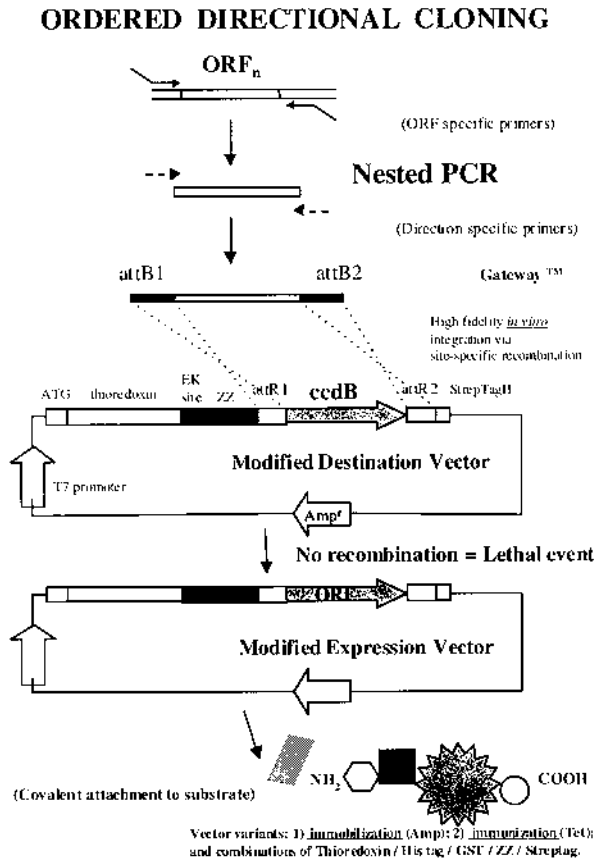 ORDERED DIRECTIONAL CLONING
ORFn
(ORF specific primers)
Nested PCR
(Direction specific primers)
attB1
attB2
Gateway ™
High fidelity in vitro
integration via
site-specific recombination
ATG
thioredoxin
EK
site
ZZ
attR1
ccdB
attR2
StrepTagII
Modified Destination Vector
T7 promoter
Ampr
No recombination = Lethal event
ORF
Modified Expression Vector
NH2
COOH
(Covalent attachment to substrate)
Vector variants: 1) immobilization (Amp); 2) immunization (Tet);
and combinations of Thioredoxin / His tag / GST / ZZ / Streptag.